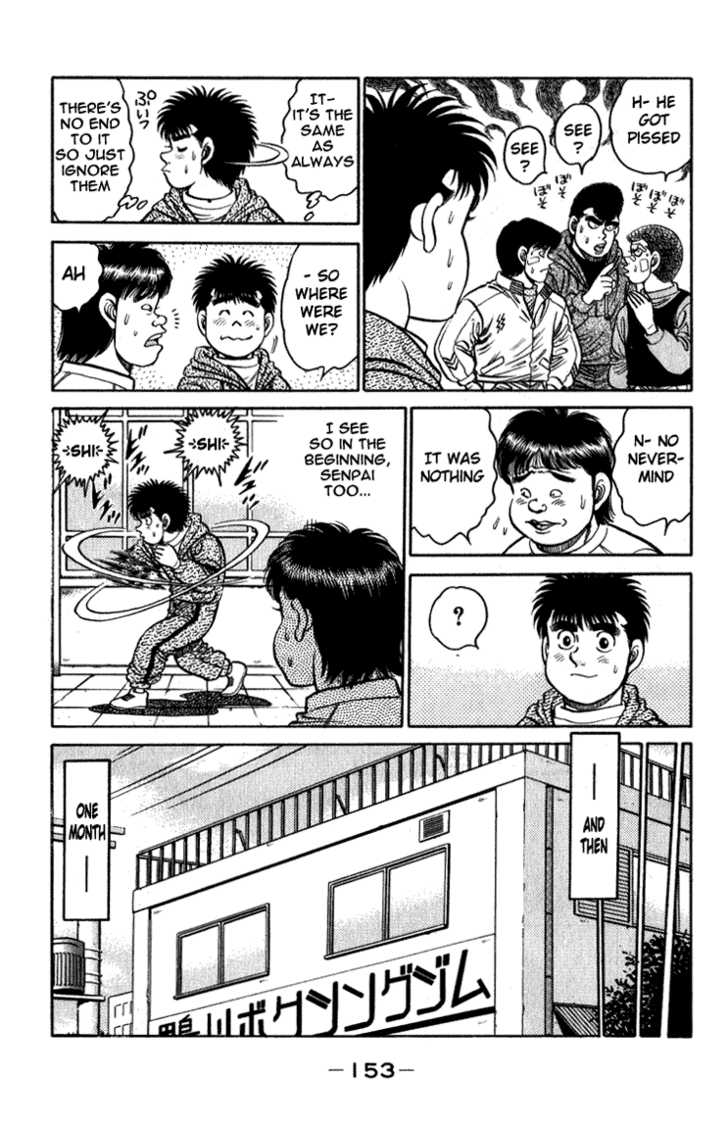 H- HE
GOT
PISSED
SEE
?
SEE
?
ぼそ
ぼそ
ぼそ
ぼそ
IT-
IT'S THE
SAME
AS
ALWAYS
ぷいっ
THERE'S
NO END
TO IT
SO JUST
IGNORE
THEM
- SO
WHERE
WERE
WE?
AH
N- NO
NEVER-
MIND
IT WAS
NOTHING
I SEE
SO IN THE
BEGINNING,
SENPAI
TOO...
-:SHI:-
-:SHI:-
?
— AND
THEN
ONE
MONTH —
鴨川ボクシングジム
-153-